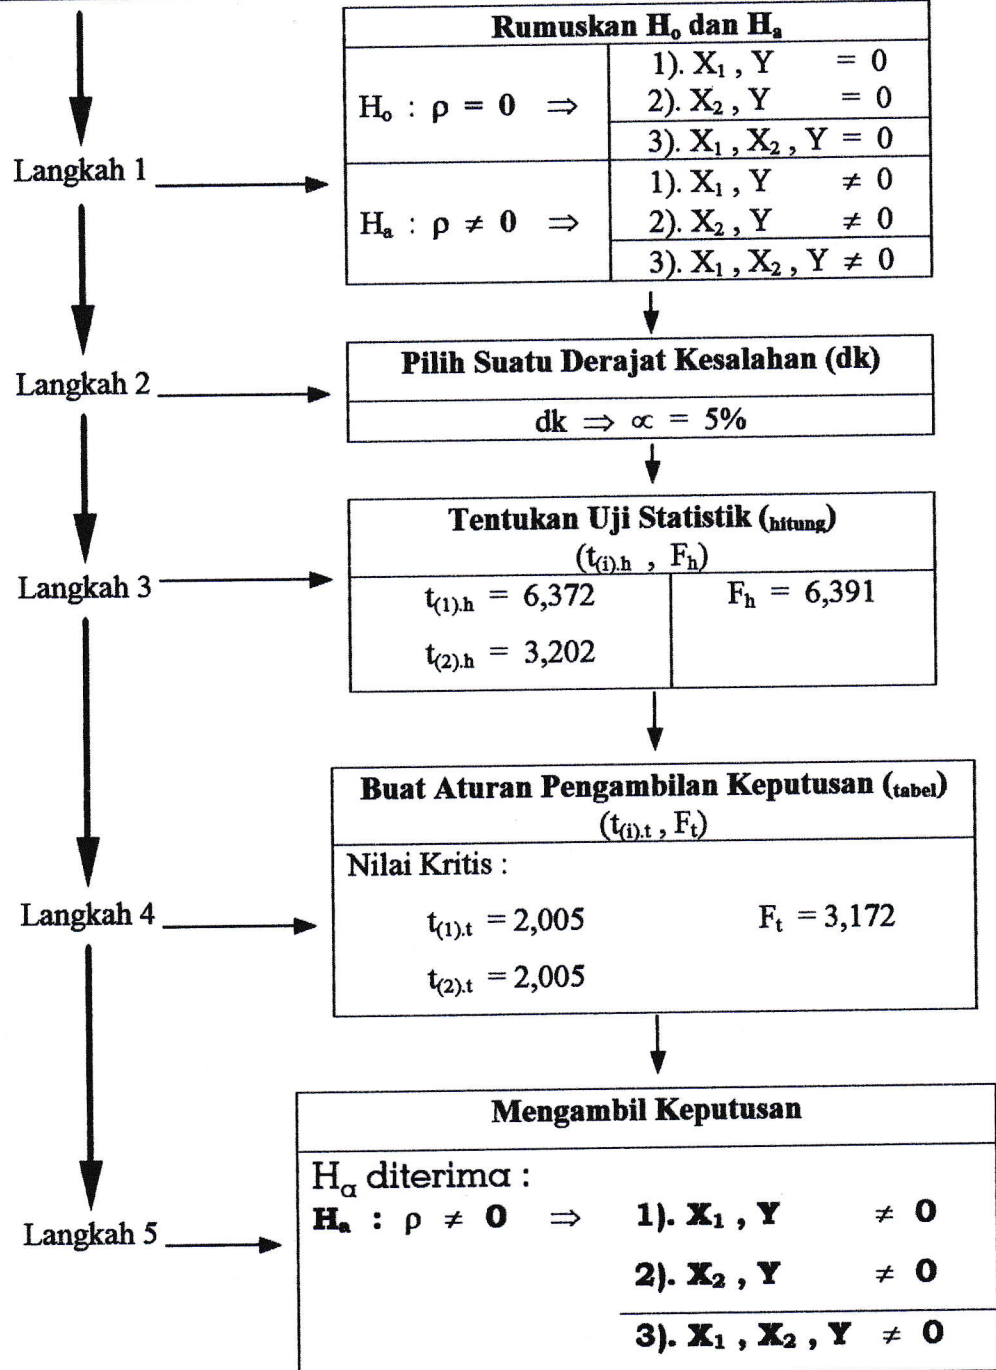 Rumuskan Hₒ dan Hₐ
Hₒ : ρ = 0 ⇒
1). X₁ , Y = 0
2). X₂ , Y = 0
3). X₁ , X₂ , Y = 0
Langkah 1
Hₐ : ρ ≠ 0 ⇒
1). X₁ , Y ≠ 0
2). X₂ , Y ≠ 0
3). X₁ , X₂ , Y ≠ 0
Langkah 2
Pilih Suatu Derajat Kesalahan (dk)
dk ⇒ ∝ = 5%
Langkah 3
Tentukan Uji Statistik (hitung)
(t(i).h , Fh)
t(1).h = 6,372
t(2).h = 3,202
Fh = 6,391
Langkah 4
Buat Aturan Pengambilan Keputusan (tabel)
(t(i).t , Ft)
Nilai Kritis :
t(1).t = 2,005 Ft = 3,172
t(2).t = 2,005
Langkah 5
Mengambil Keputusan
Hₐ diterima :
Hₐ : ρ ≠ 0 ⇒ 1). X₁ , Y ≠ 0
2). X₂ , Y ≠ 0
3). X₁ , X₂ , Y ≠ 0